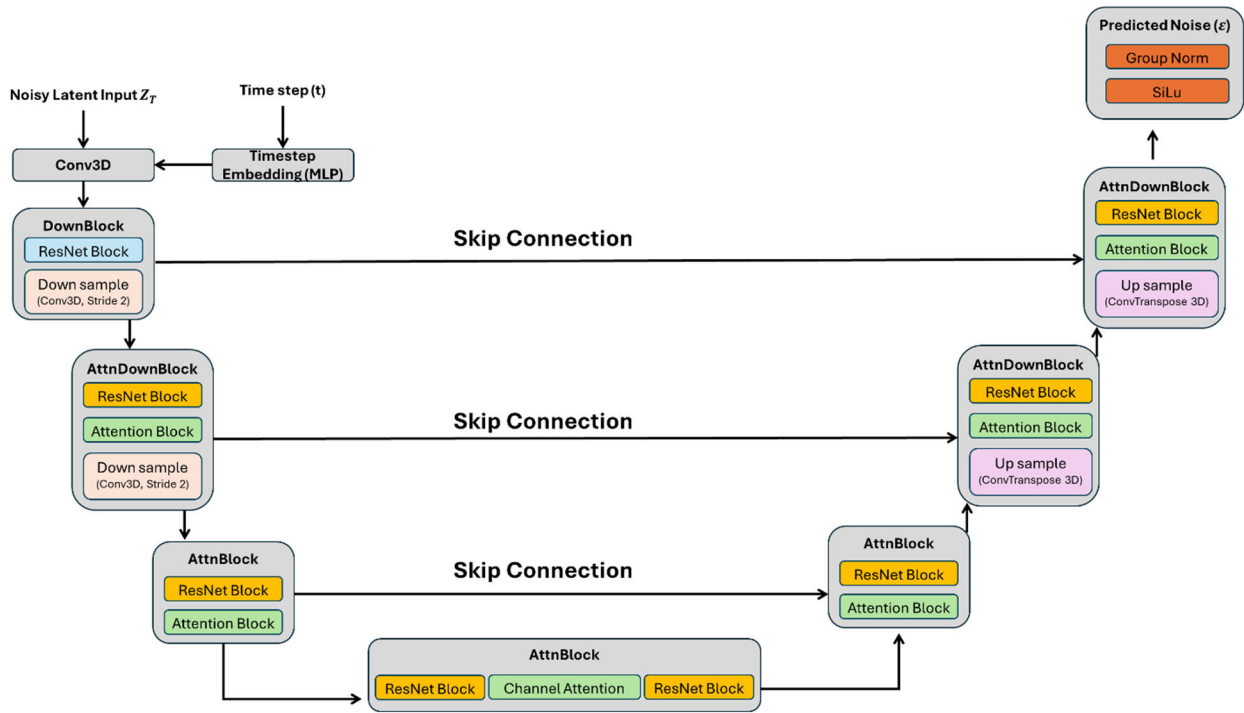 Noisy Latent Input Z_T
Time step (t)
Conv3D
Timestep
Embedding (MLP)
DownBlock
ResNet Block
Down sample
(Conv3D, Stride 2)
AttnDownBlock
ResNet Block
Attention Block
Down sample
(Conv3D, Stride 2)
AttnBlock
ResNet Block
Attention Block
AttnBlock
ResNet Block
Channel Attention
ResNet Block
Skip Connection
Skip Connection
Skip Connection
AttnBlock
ResNet Block
Attention Block
AttnDownBlock
ResNet Block
Attention Block
Up sample
(ConvTranspose 3D)
AttnDownBlock
ResNet Block
Attention Block
Up sample
(ConvTranspose 3D)
Predicted Noise (ε)
Group Norm
SiLu